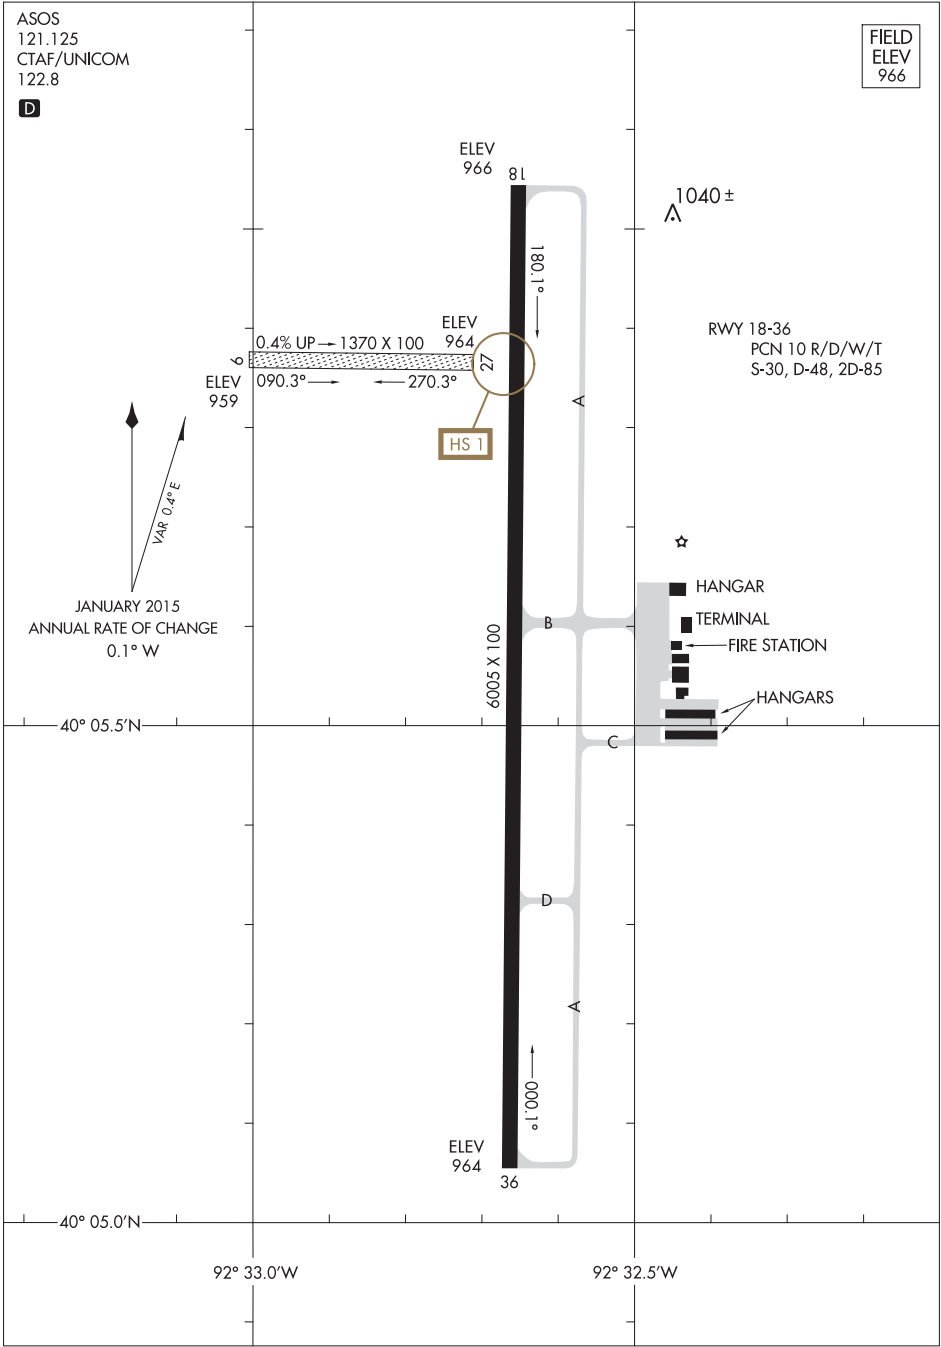 ASOS
121.125
CTAF/UNICOM
122.8
D
FIELD
ELEV
966
ELEV
966
18
1040 ±
180.1°
RWY 18-36
PCN 10 R/D/W/T
S-30, D-48, 2D-85
ELEV
964
0.4% UP 1370 X 100
9
27
ELEV
959
090.3° 270.3°
A
HS 1
VAR 0.4° E
JANUARY 2015
ANNUAL RATE OF CHANGE
0.1° W
HANGAR
TERMINAL
FIRE STATION
HANGARS
B
6005 X 100
40° 05.5'N
C
D
A
000.1°
ELEV
964
36
40° 05.0'N
92° 33.0'W
92° 32.5'W